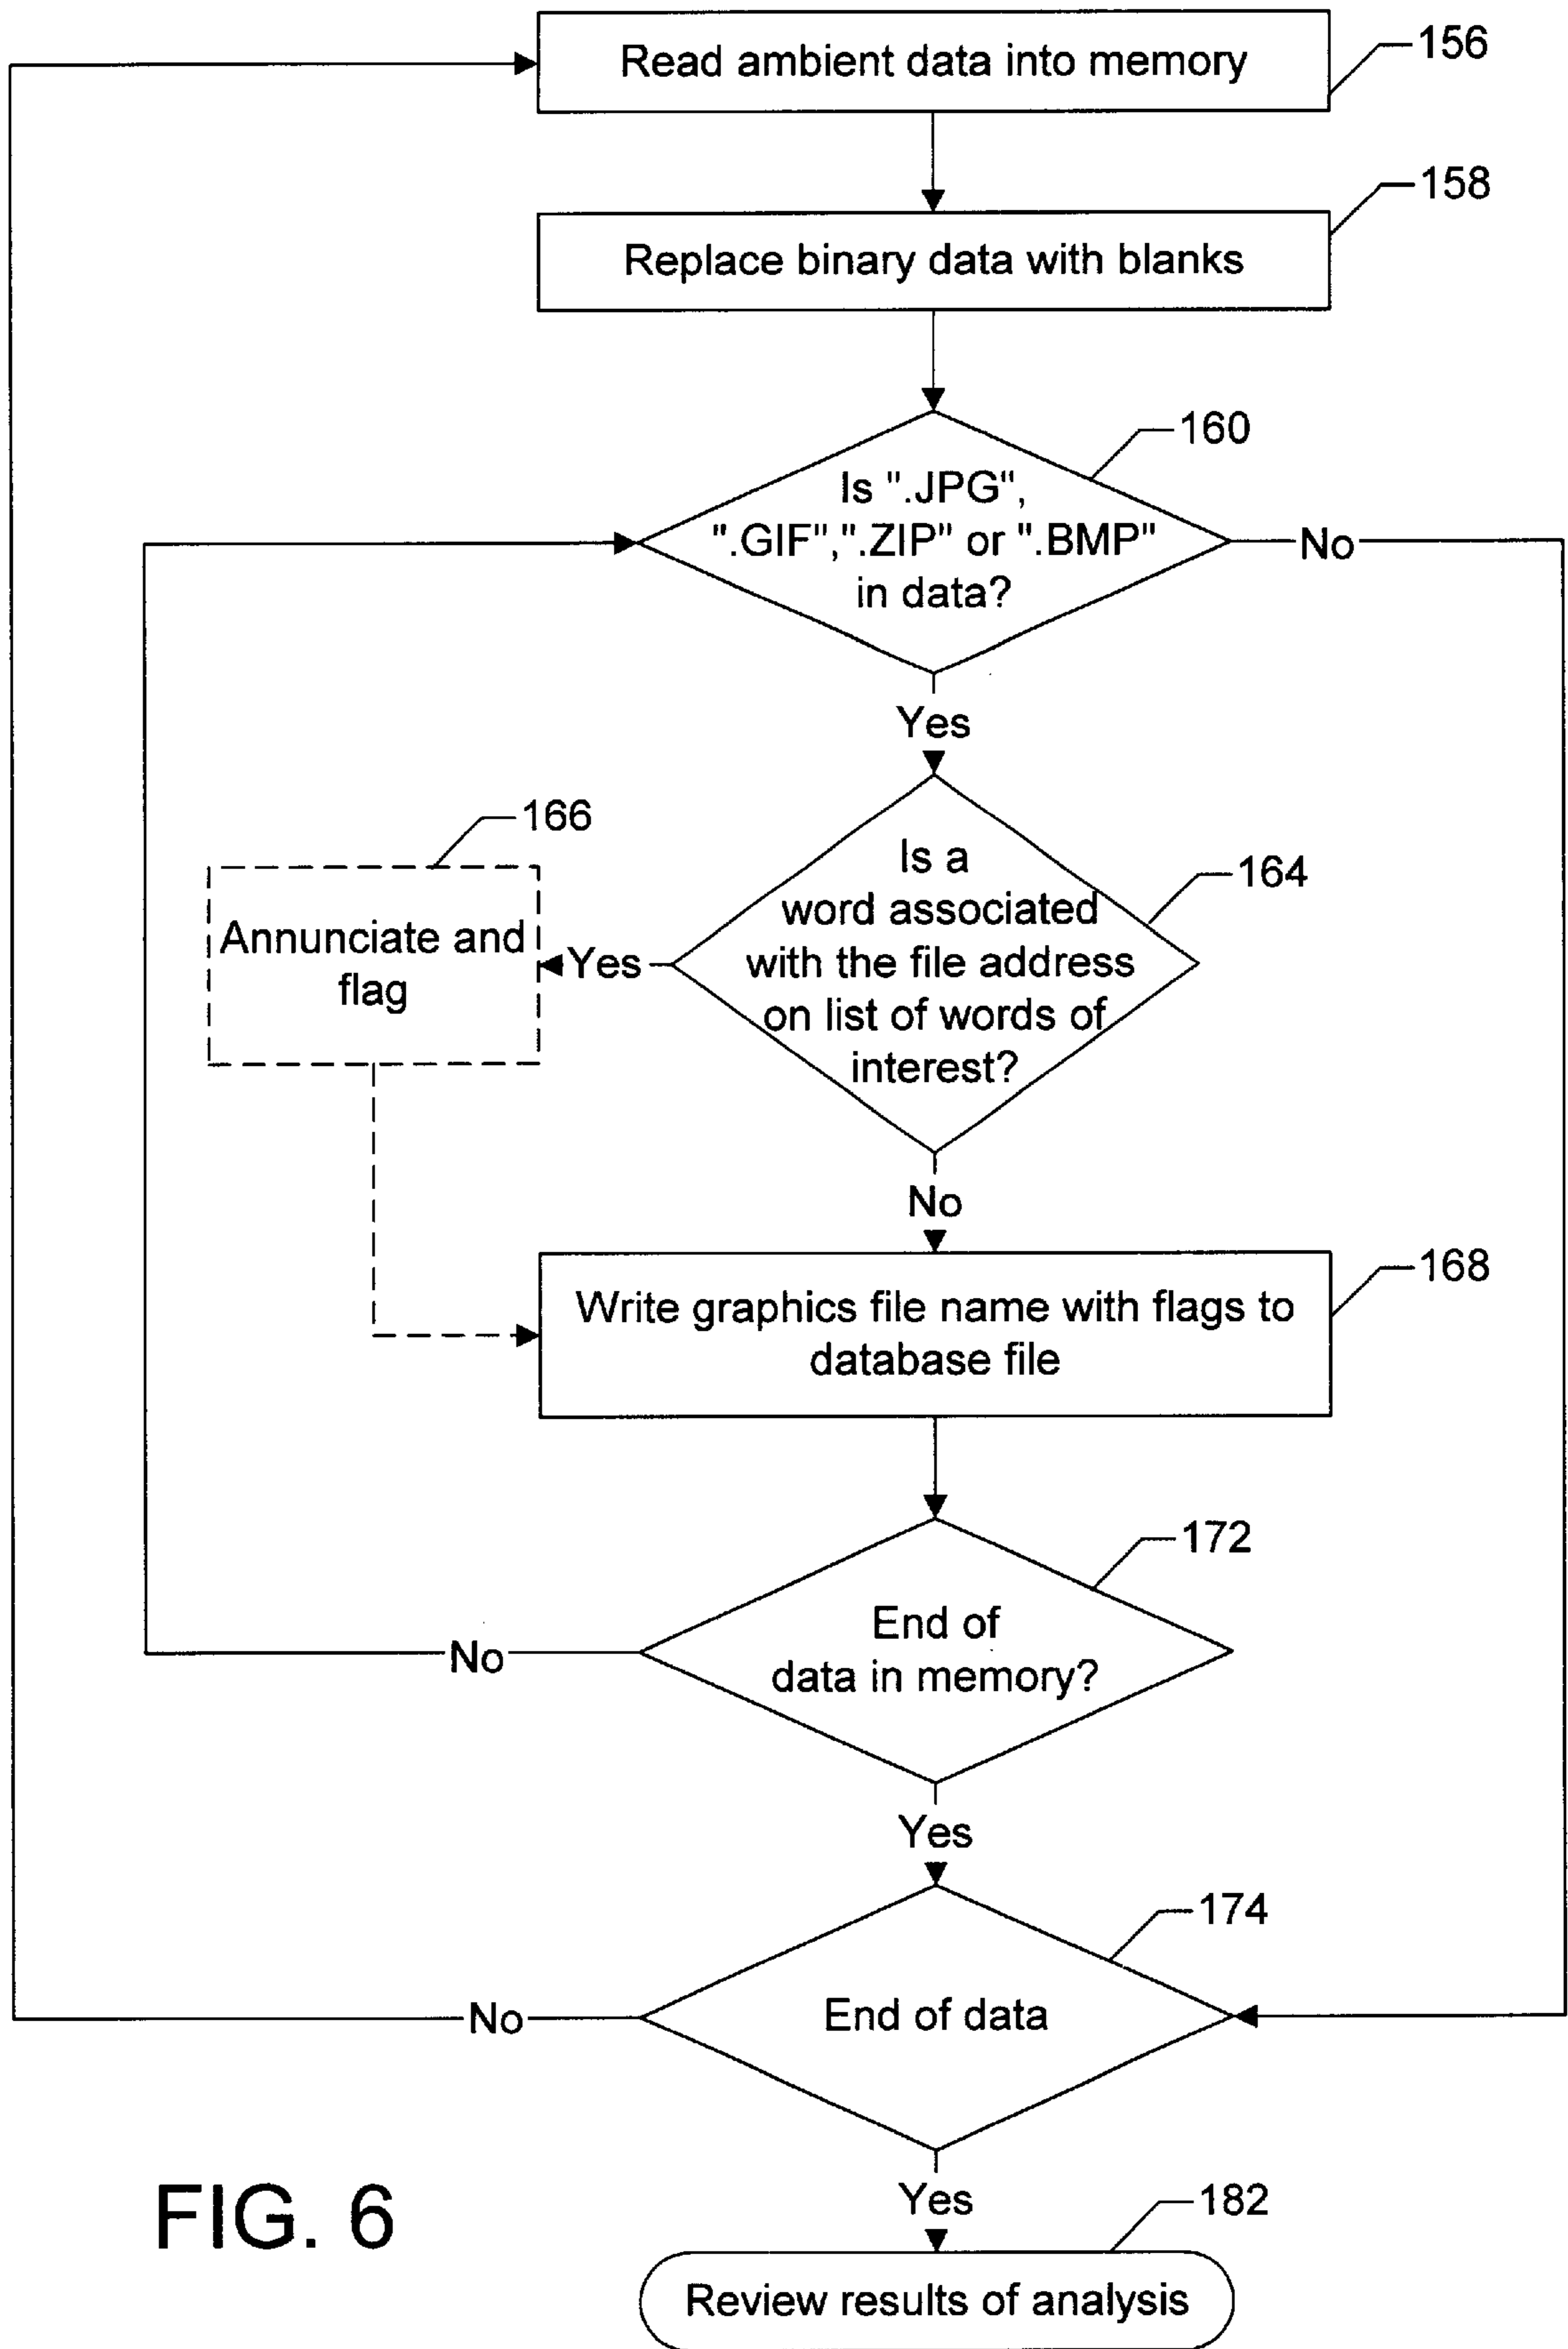 Read ambient data into memory
156
158
Replace binary data with blanks
160
Is ".JPG",
".GIF",".ZIP" or ".BMP"
in data?
No
Yes
166
Is a
word associated
with the file address
on list of words of
interest?
164
Annunciate and
flag
Yes
No
168
Write graphics file name with flags to
database file
172
End of
data in memory?
No
Yes
174
End of data
No
Yes
182
FIG. 6
Review results of analysis